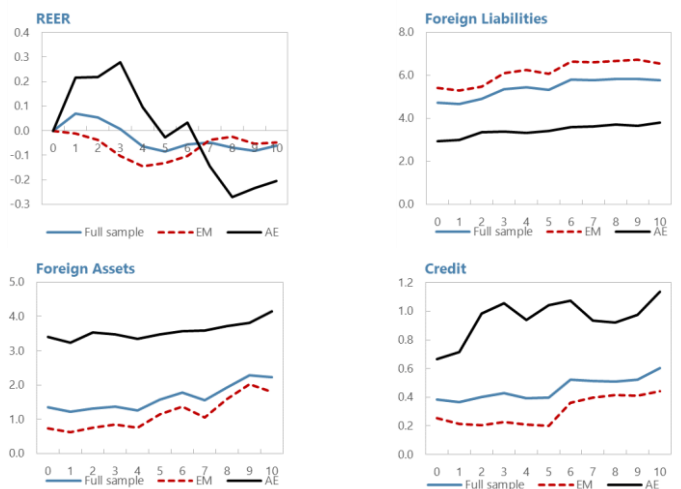 REER
0.4
0.3
0.2
0.1
0.0
-0.1
-0.2
-0.3
0 1 2 3 4 5 6 7 8 9 10
Full sample EM AE
Foreign Liabilities
8.0
6.0
4.0
2.0
0.0
0 1 2 3 4 5 6 7 8 9 10
Full sample EM AE
Foreign Assets
5.0
4.0
3.0
2.0
1.0
0.0
0 1 2 3 4 5 6 7 8 9 10
Full sample EM AE
Credit
1.2
1.0
0.8
0.6
0.4
0.2
0.0
0 1 2 3 4 5 6 7 8 9 10
Full sample EM AE